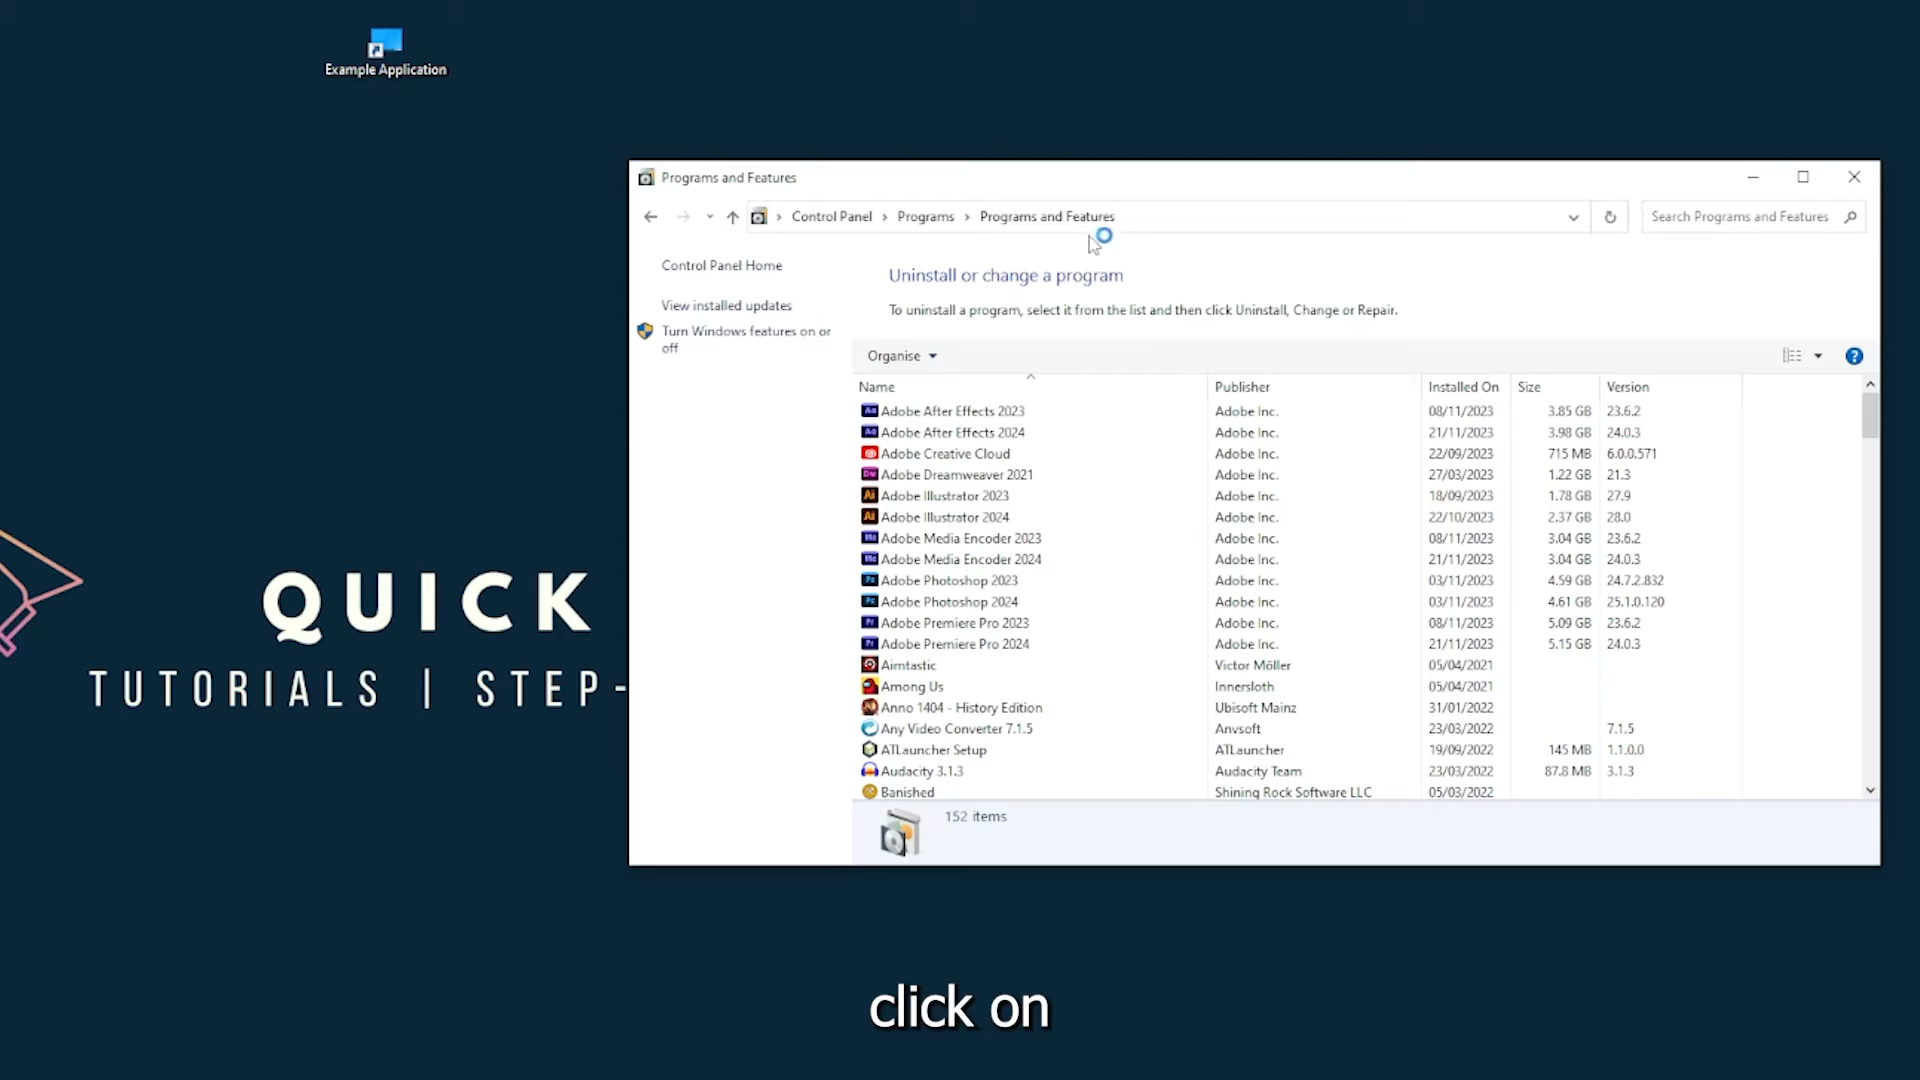 Example Application
Programs and Features
Control Panel > Programs > Programs and Features
Search Programs and Features
Control Panel Home
View installed updates
Turn Windows features on or
off
Uninstall or change a program
To uninstall a program, select it from the list and then click Uninstall, Change or Repair.
Organise
Name Publisher Installed On Size Version
Adobe After Effects 2023 Adobe Inc. 08/11/2023 3.85 GB 23.6.2
Adobe After Effects 2024 Adobe Inc. 21/11/2023 3.98 GB 24.0.3
Adobe Creative Cloud Adobe Inc. 22/09/2023 715 MB 6.0.0.571
Adobe Dreamweaver 2021 Adobe Inc. 27/03/2023 1.22 GB 21.3
Adobe Illustrator 2023 Adobe Inc. 18/09/2023 1.78 GB 27.9
Adobe Illustrator 2024 Adobe Inc. 22/10/2023 2.37 GB 28.0
Adobe Media Encoder 2023 Adobe Inc. 08/11/2023 3.04 GB 23.6.2
Adobe Media Encoder 2024 Adobe Inc. 21/11/2023 3.04 GB 24.0.3
Adobe Photoshop 2023 Adobe Inc. 03/11/2023 4.59 GB 24.7.2.832
Adobe Photoshop 2024 Adobe Inc. 03/11/2023 4.61 GB 25.1.0.120
Adobe Premiere Pro 2023 Adobe Inc. 08/11/2023 5.09 GB 23.6.2
Adobe Premiere Pro 2024 Adobe Inc. 21/11/2023 5.15 GB 24.0.3
Aimtastic Victor Möller 05/04/2021
Among Us Innersloth 05/04/2021
Anno 1404 - History Edition Ubisoft Mainz 31/01/2022
Any Video Converter 7.1.5 Anvsoft 23/03/2022 7.1.5
ATLauncher Setup ATLauncher 19/09/2022 145 MB 1.1.0.0
Audacity 3.1.3 Audacity Team 23/03/2022 87.8 MB 3.1.3
Banished Shining Rock Software LLC 05/03/2022
152 items
QUICK
TUTORIALS | STEP-
click on